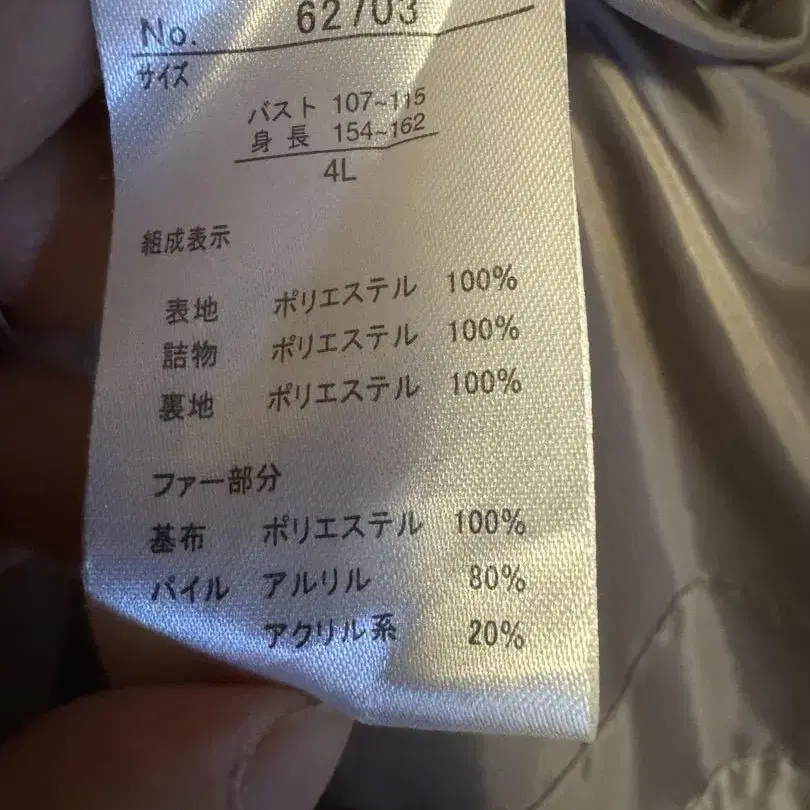 No. 62703
サイズ
バスト 107~115
身長 154~162
4L
組成表示
表地 ポリエステル 100%
詰物 ポリエステル 100%
裏地 ポリエステル 100%
ファー部分
基布 ポリエステル 100%
パイル アルリル 80%
アクリル系 20%